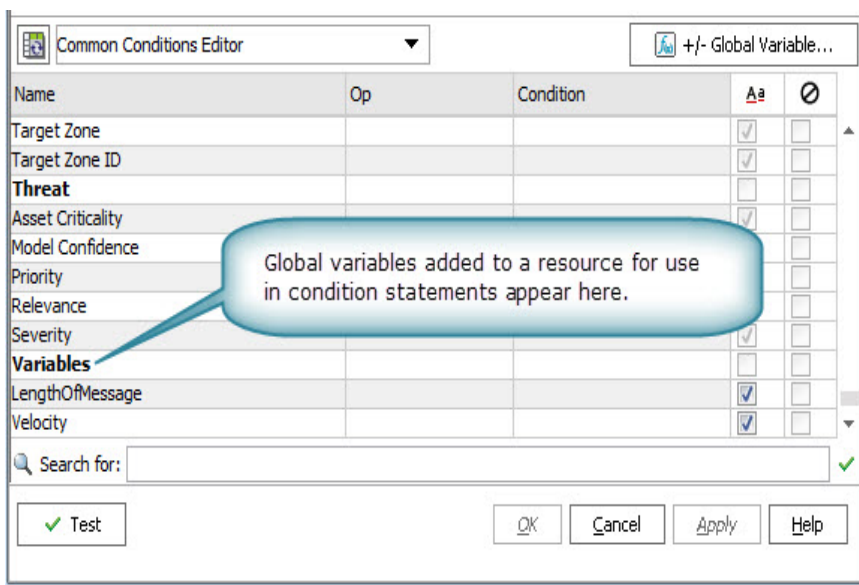 Common Conditions Editor
+/- Global Variable...
Name Op Condition Aa
Target Zone
Target Zone ID
Threat
Asset Criticality
Model Confidence
Priority
Relevance
Severity
Variables
LengthOfMessage
Velocity
Global variables added to a resource for use
in condition statements appear here.
Search for:
Test OK Cancel Apply Help